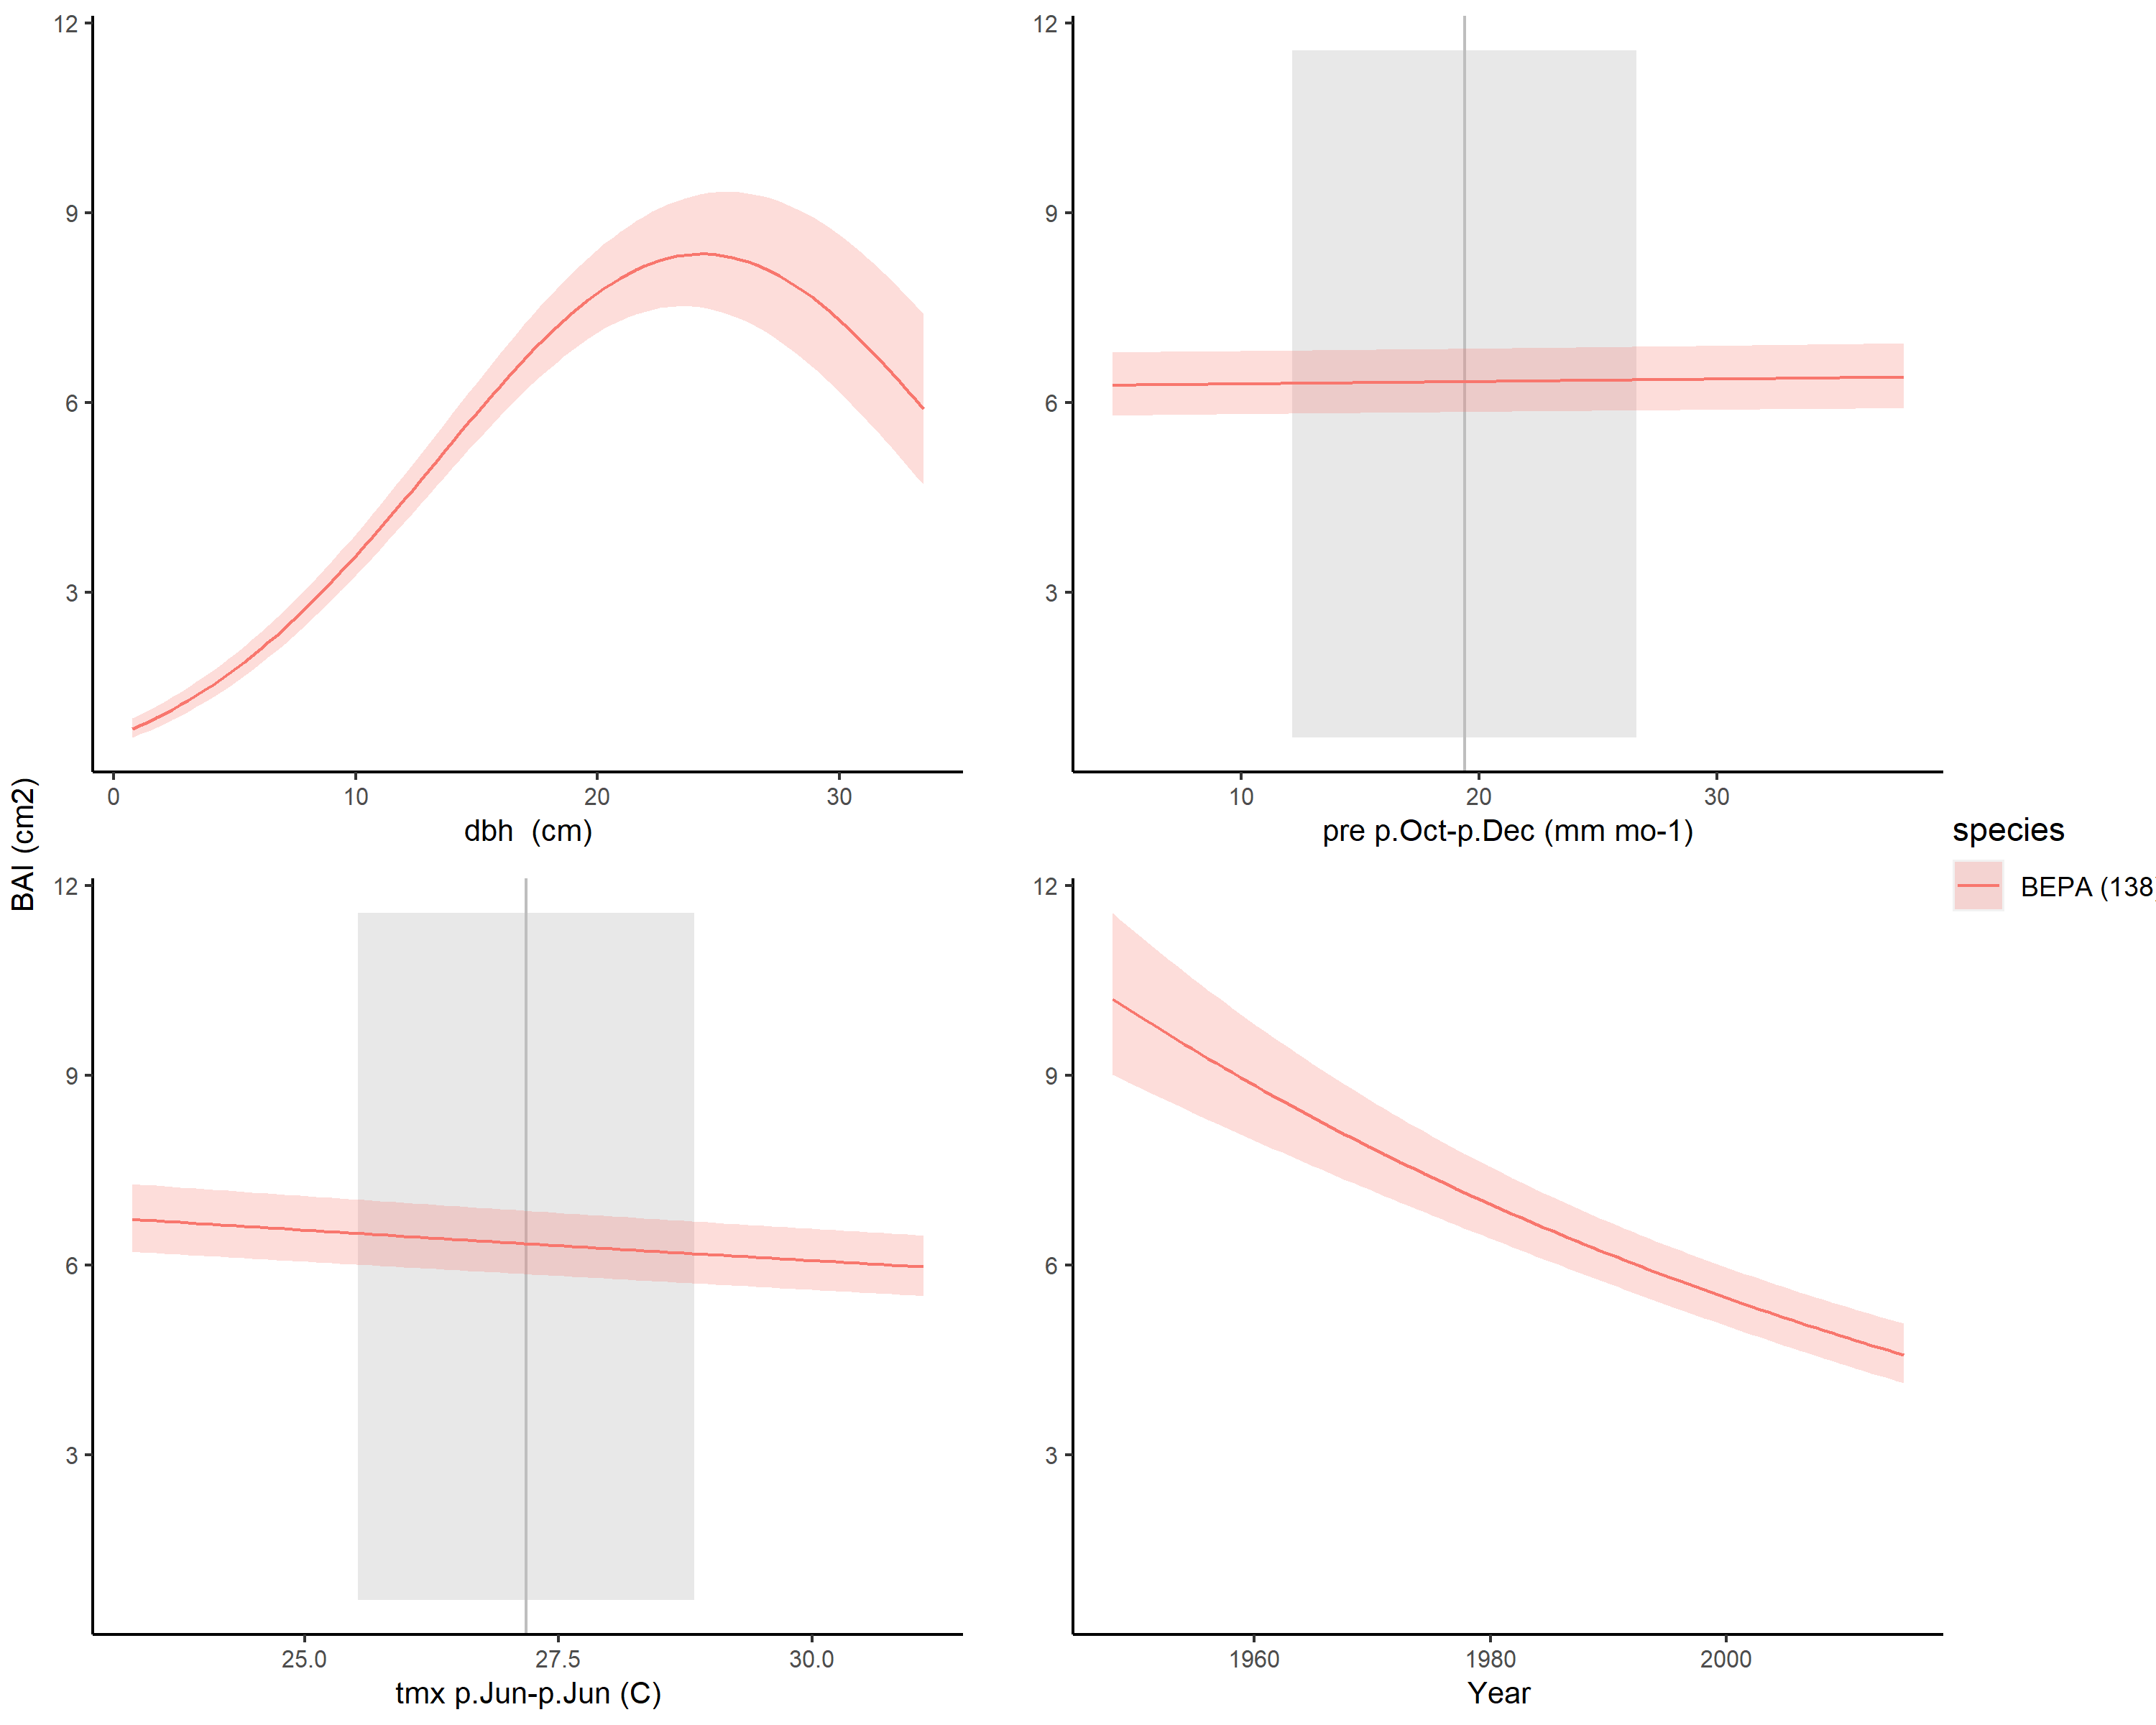 BAI (cm2)
12
9
6
3
0 10 20 30
dbh (cm)
12
9
6
3
10 20 30
pre p.Oct-p.Dec (mm mo-1)
12
9
6
3
25.0 27.5 30.0
tmx p.Jun-p.Jun (C)
12
9
6
3
1960 1980 2000
Year
species
BEPA (138)